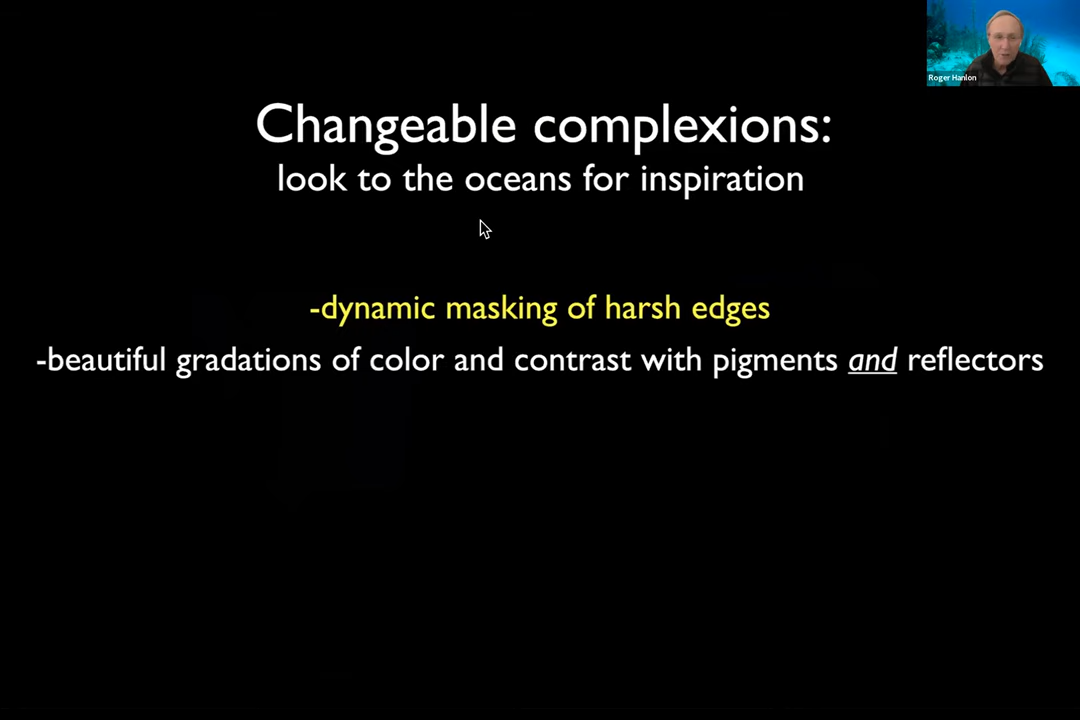 Roger Hanlon
Changeable complexions:
look to the oceans for inspiration
-dynamic masking of harsh edges
-beautiful gradations of color and contrast with pigments and reflectors